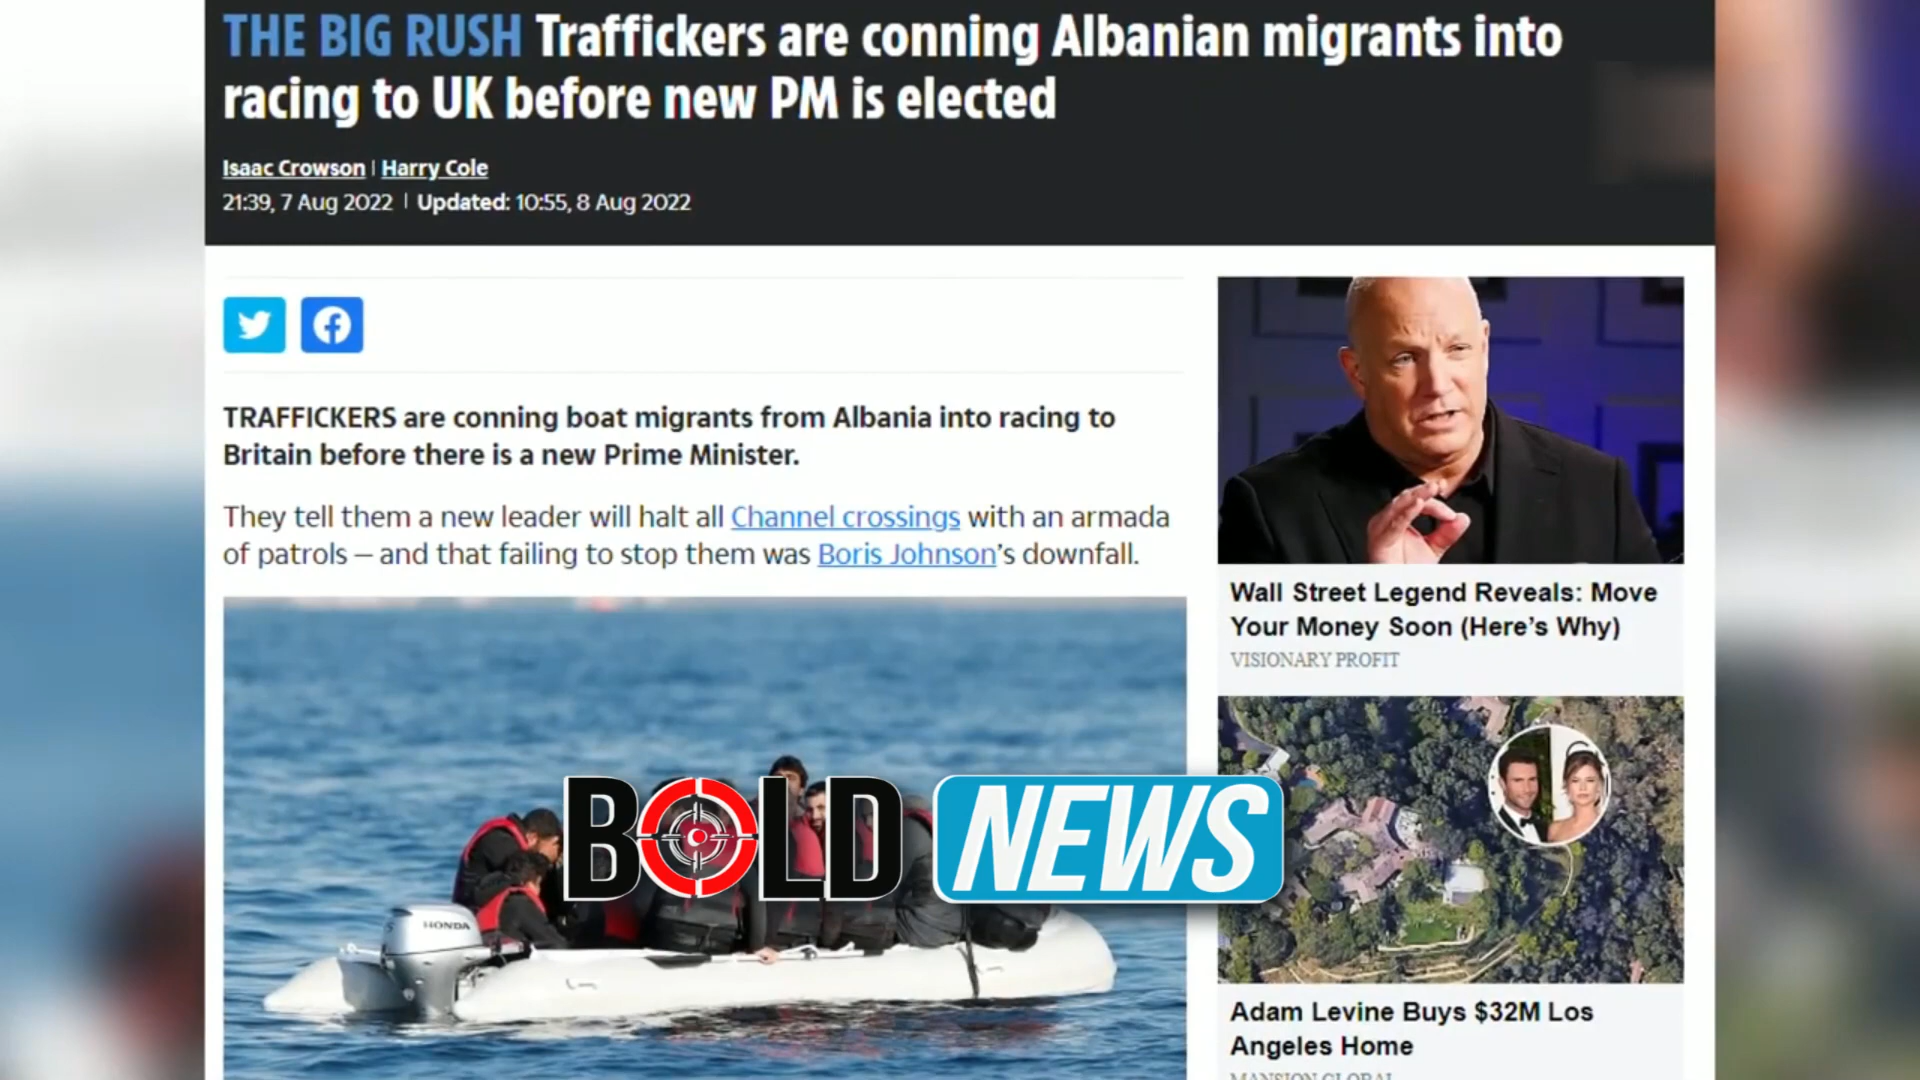 THE BIG RUSH Traffickers are conning Albanian migrants into
racing to UK before new PM is elected
Isaac Crowson | Harry Cole
21:39, 7 Aug 2022 | Updated: 10:55, 8 Aug 2022
TRAFFICKERS are conning boat migrants from Albania into racing to
Britain before there is a new Prime Minister.
They tell them a new leader will halt all Channel crossings with an armada
of patrols – and that failing to stop them was Boris Johnson's downfall.
HONDA
BOLD NEWS
Wall Street Legend Reveals: Move
Your Money Soon (Here's Why)
VISIONARY PROFIT
Adam Levine Buys $32M Los
Angeles Home
MANSION GLOBAL